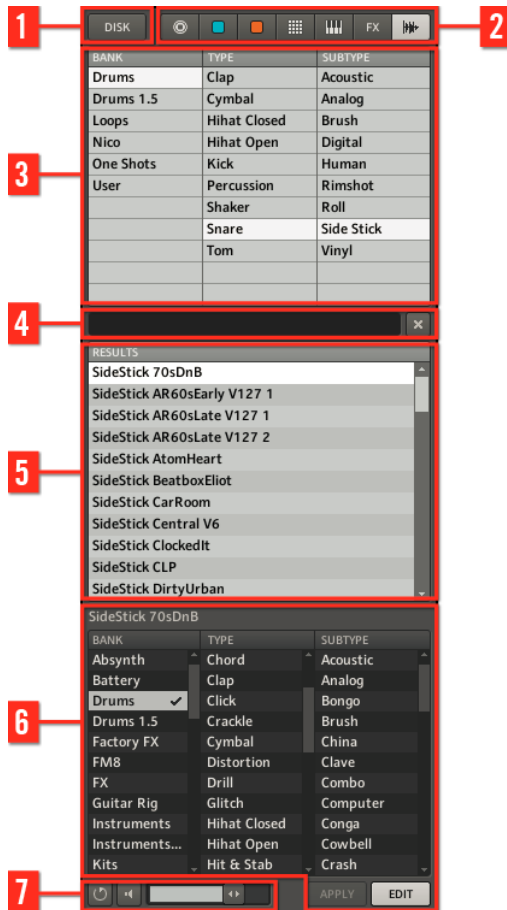 1 DISK FX 2
BANK TYPE SUBTYPE
Drums Clap Acoustic
Drums 1.5 Cymbal Analog
Loops Hihat Closed Brush
Nico Hihat Open Digital
3 One Shots Kick Human
User Percussion Rimshot
Shaker Roll
Snare Side Stick
Tom Vinyl
4
RESULTS
SideStick 70sDnB
SideStick AR60sEarly V127 1
SideStick AR60sLate V127 1
SideStick AR60sLate V127 2
SideStick AtomHeart
5 SideStick BeatboxEliot
SideStick CarRoom
SideStick Central V6
SideStick ClockedIt
SideStick CLP
SideStick DirtyUrban
SideStick 70sDnB
BANK TYPE SUBTYPE
Absynth Chord Acoustic
Battery Clap Analog
Drums Click Bongo
6 Drums 1.5 Crackle Brush
Factory FX Cymbal China
FM8 Distortion Clave
FX Drill Combo
Guitar Rig Glitch Computer
Instruments Hihat Closed Conga
Instruments... Hihat Open Cowbell
Kits Hit & Stab Crash
7 APPLY EDIT